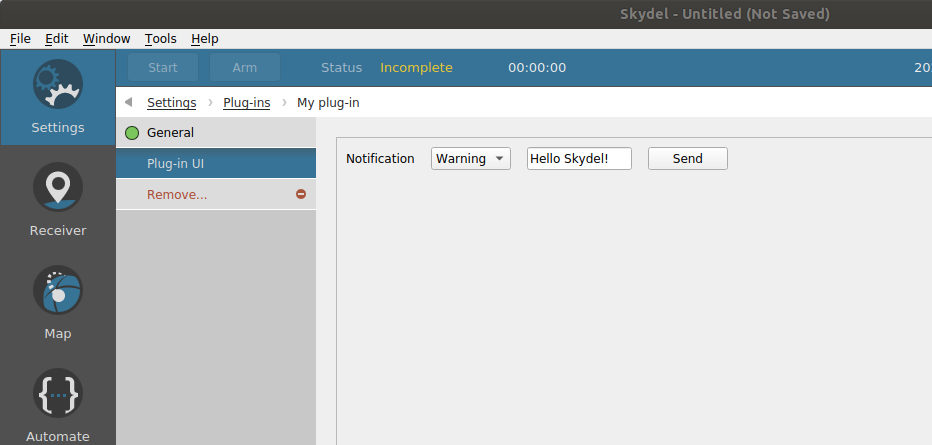 Skydel - Untitled (Not Saved)
File Edit Window Tools Help
Start Arm Status Incomplete 00:00:00 20
Settings
Settings › Plug-ins › My plug-in
General
Plug-in UI
Remove...
Notification Warning Hello Skydel! Send
Receiver
Map
{...}
Automate